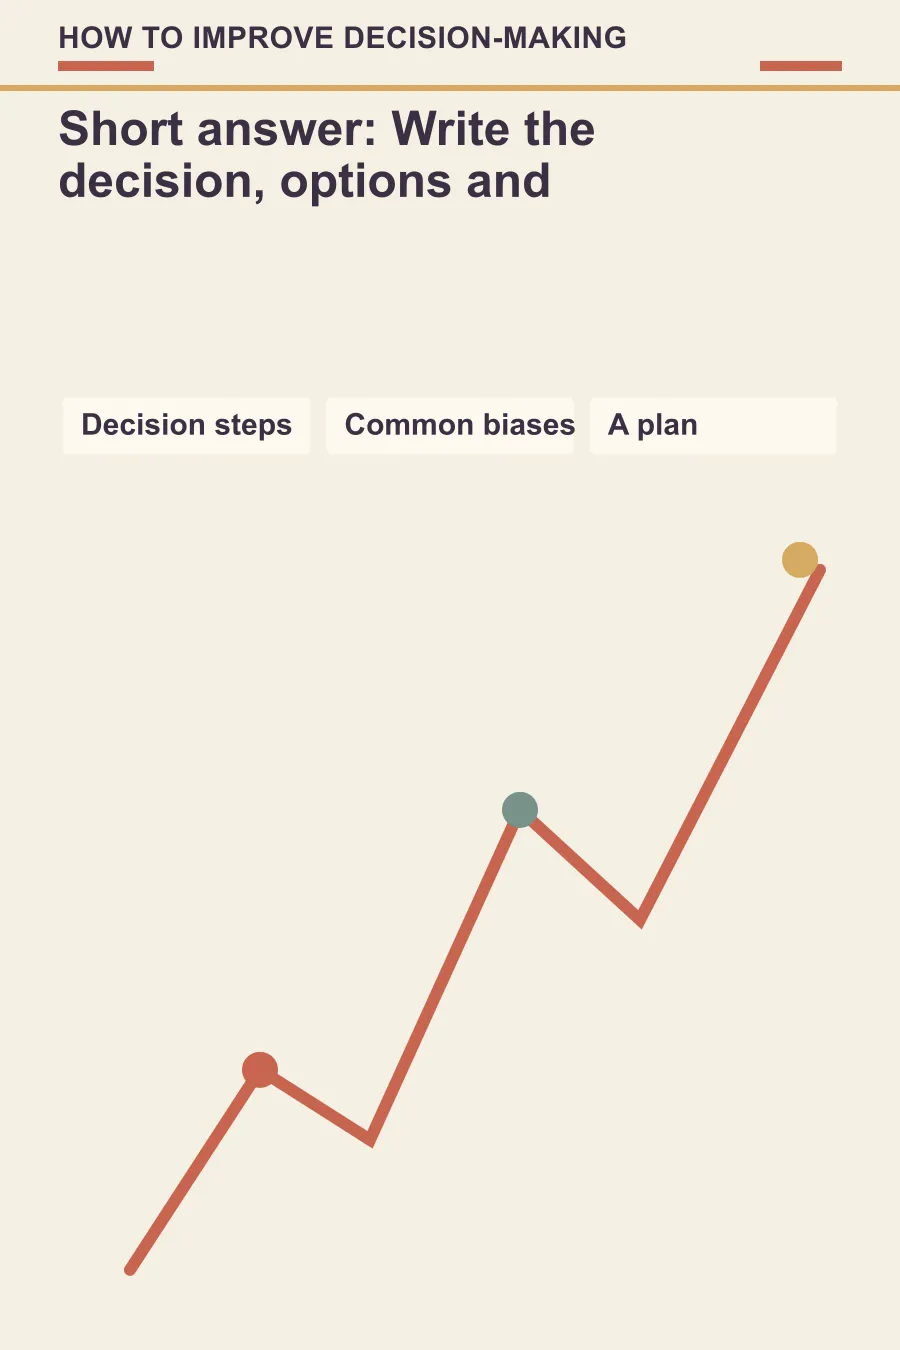 HOW TO IMPROVE DECISION-MAKING
Short answer: Write the
decision, options and
Decision steps
Common biases
A plan